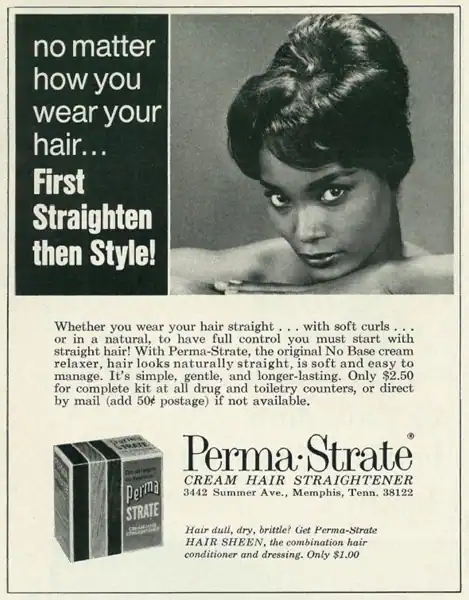 no matter
how you
wear your
hair...
First
Straighten
then Style!
Whether you wear your hair straight . . . with soft curls . . .
or in a natural, to have full control you must start with
straight hair! With Perma-Strate, the original No Base cream
relaxer, hair looks naturally straight, is soft and easy to
manage. It's simple, gentle, and longer-lasting. Only $2.50
for complete kit at all drug and toiletry counters, or direct
by mail (add 50¢ postage) if not available.
Perma·Strate®
CREAM HAIR STRAIGHTENER
3442 Summer Ave., Memphis, Tenn. 38122
Perma
STRATE
Hair dull, dry, brittle? Get Perma-Strate
HAIR SHEEN, the combination hair
conditioner and dressing. Only $1.00